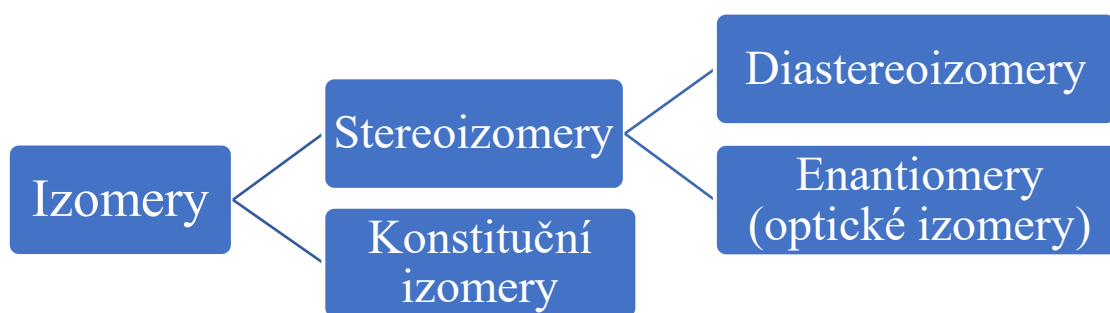 Izomery
Stereoizomery
Konstituční
izomery
Diastereoizomery
Enantiomery
(optické izomery)